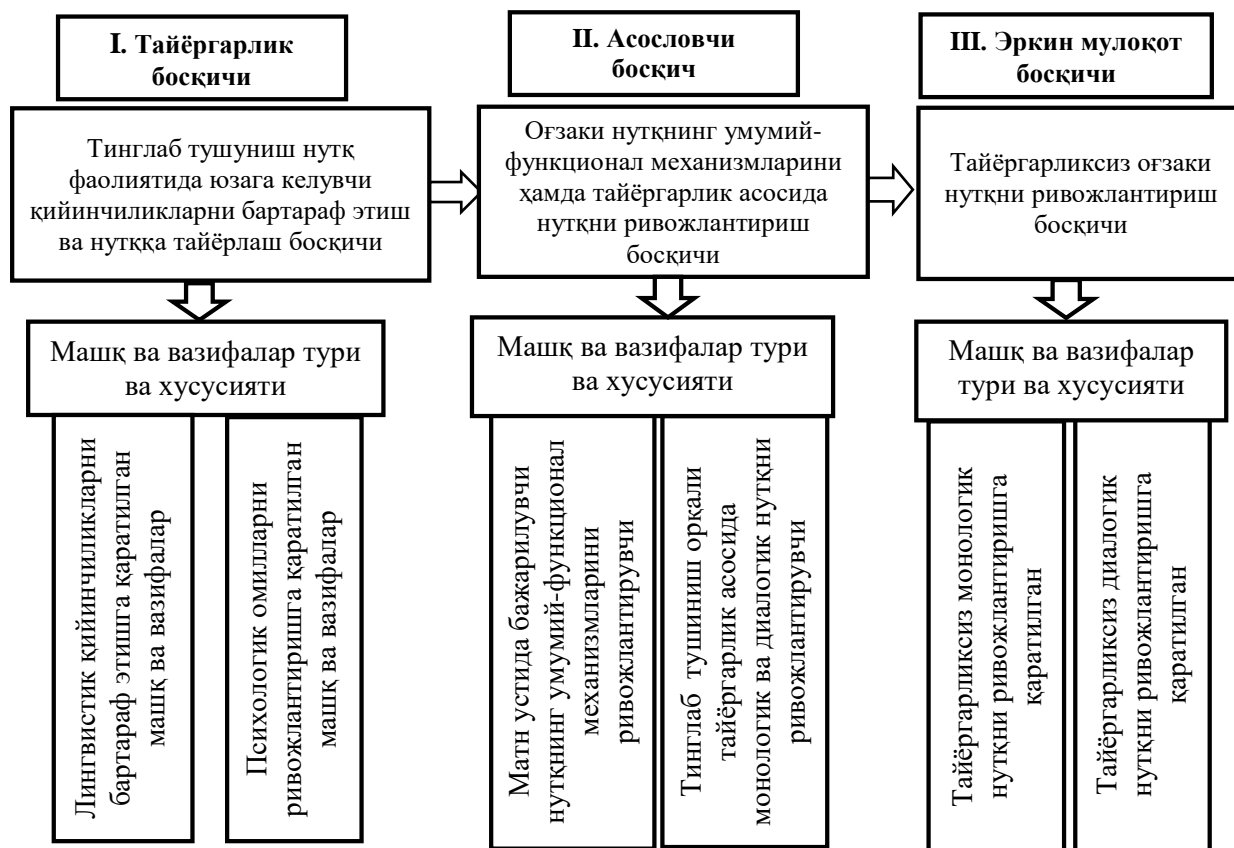 I. Тайёргарлик
босқичи
Тинглаб тушуниш нутқ
фаолиятида юзага келувчи
қийинчиликларни бартараф этиш
ва нутққа тайёрлаш босқичи
Машқ ва вазифалар тури
ва хусусияти
Лингвистик қийинчиликларни
бартараф этишга қаратилган
машқ ва вазифалар
Психологик омилларни
ривожлантиришга қаратилган
машқ ва вазифалар
II. Асословчи
босқич
Оғзаки нутқнинг умумий-
функционал механизмларини
ҳамда тайёргарлик асосида
нутқни ривожлантириш
босқичи
Машқ ва вазифалар тури
ва хусусияти
Матн устида бажарилувчи
нутқнинг умумий-функционал
механизмларини
ривожлантирувчи
Тинглаб тушиниш орқали
тайёргарлик асосида
монологик ва диалогик нутқни
ривожлантирувчи
III. Эркин мулоқот
босқичи
Тайёргарликсиз оғзаки
нутқни ривожлантириш
босқичи
Машқ ва вазифалар
тури ва хусусияти
Тайёргарликсиз монологик
нутқни ривожлантиришга
қаратилган
Тайёргарликсиз диалогик
нутқни ривожлантиришга
қаратилган